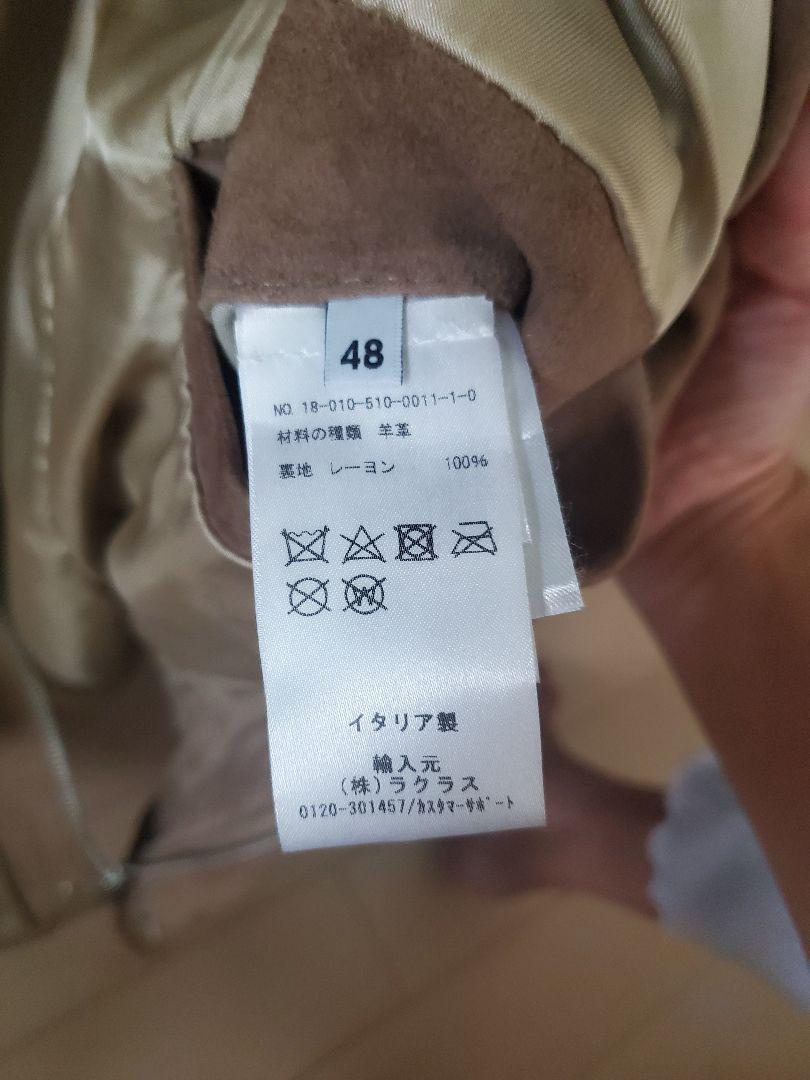 48
NO. 18-010-510-0011-1-0
材料の種類 羊革
裏地 レーヨン 100%
W
イタリア製
輸入元
(株)ラクラス
0120-301457/ｶｽﾀﾏｰｻﾎﾟｰﾄ